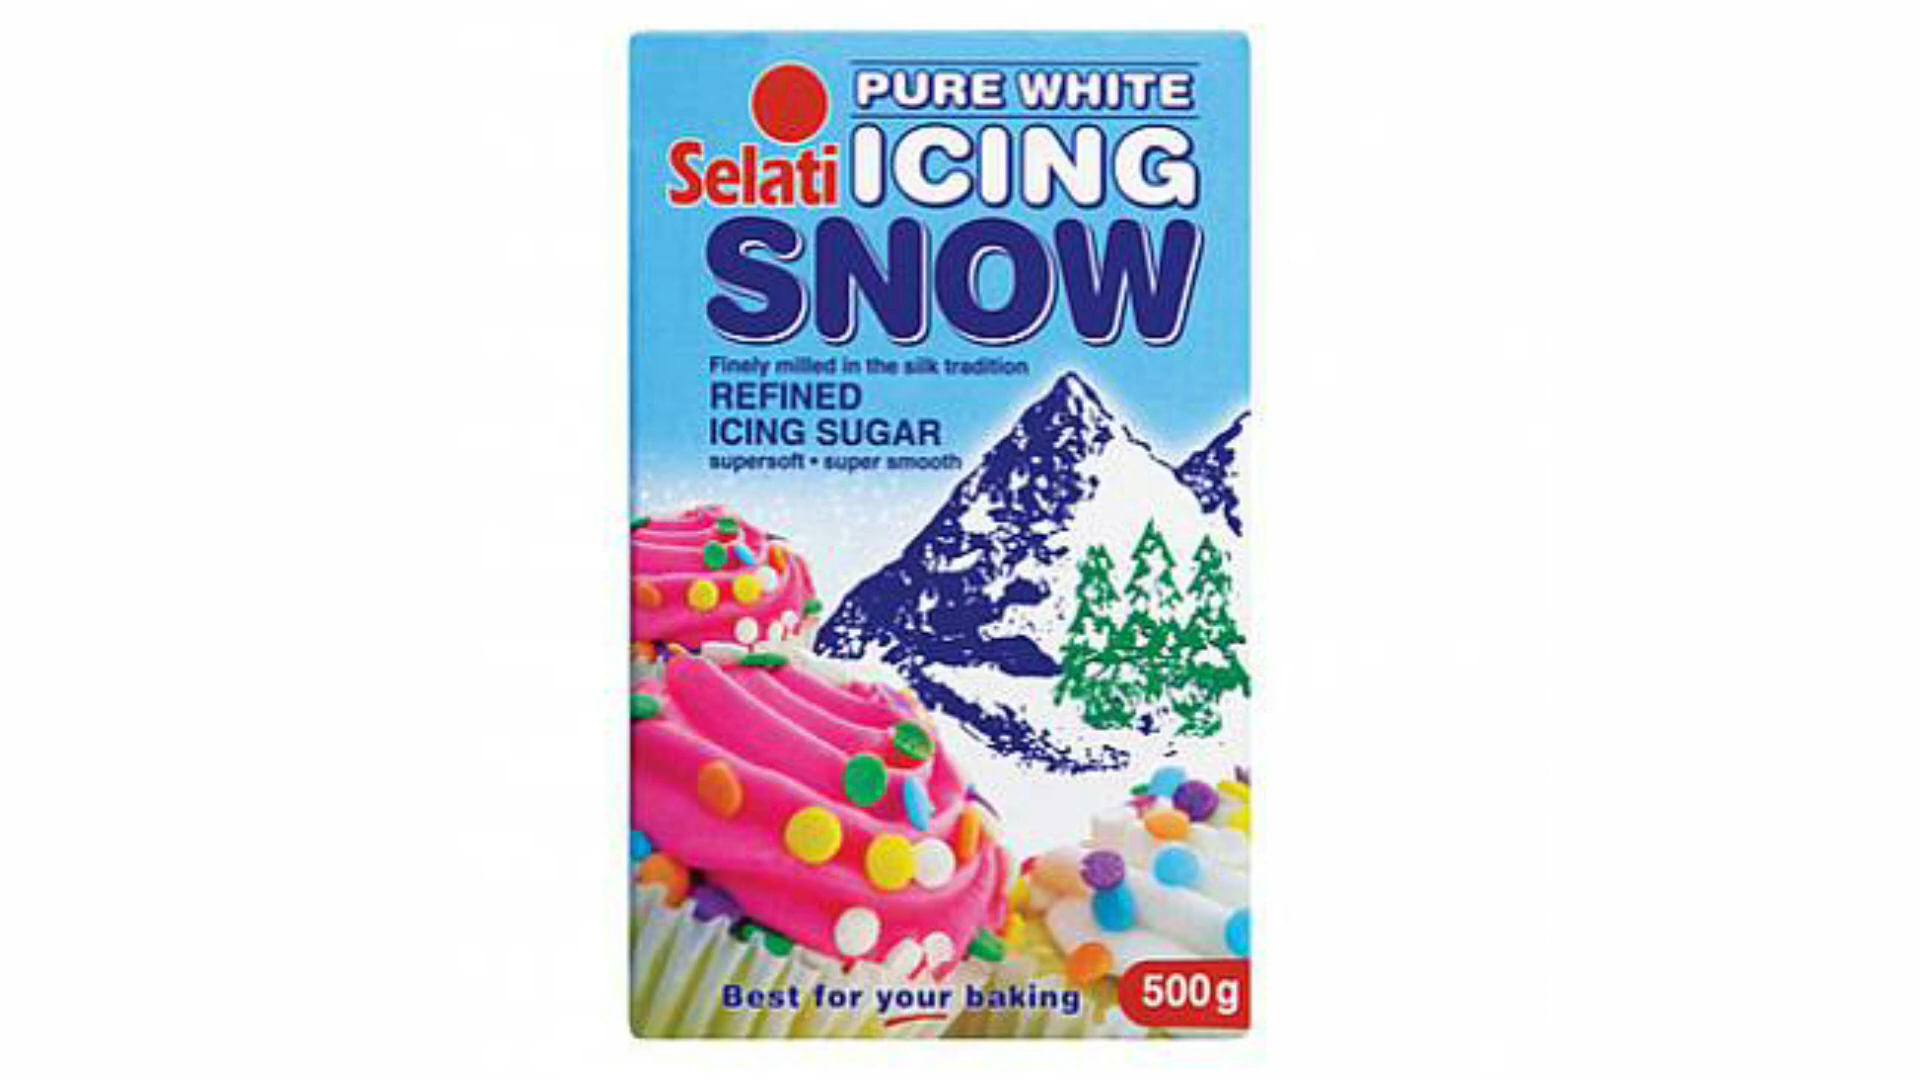 PURE WHITE
Selati ICING
SNOW
Finely milled in the silk tradition
REFINED
ICING SUGAR
supersoft • super smooth
Best for your baking
500g